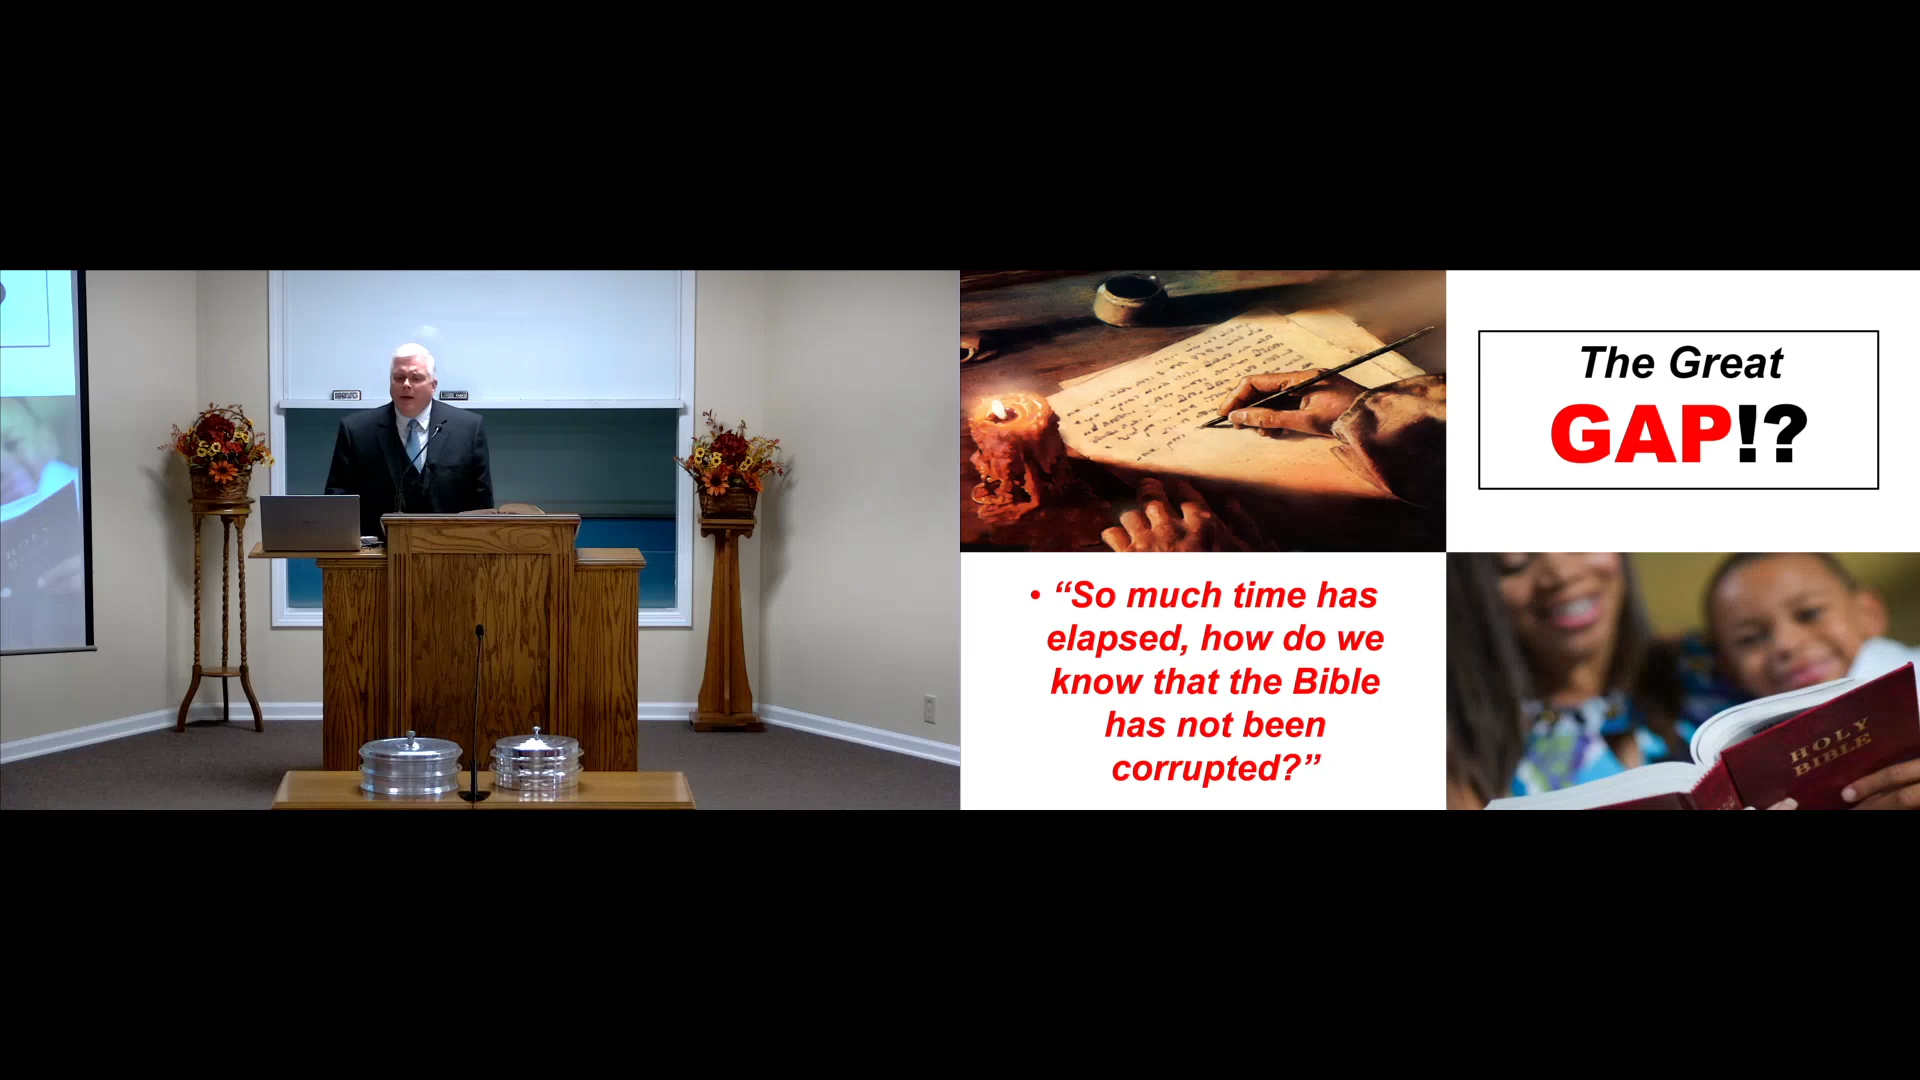 The Great
GAP!?
• “So much time has
elapsed, how do we
know that the Bible
has not been
corrupted?”
HOLY
BIBLE